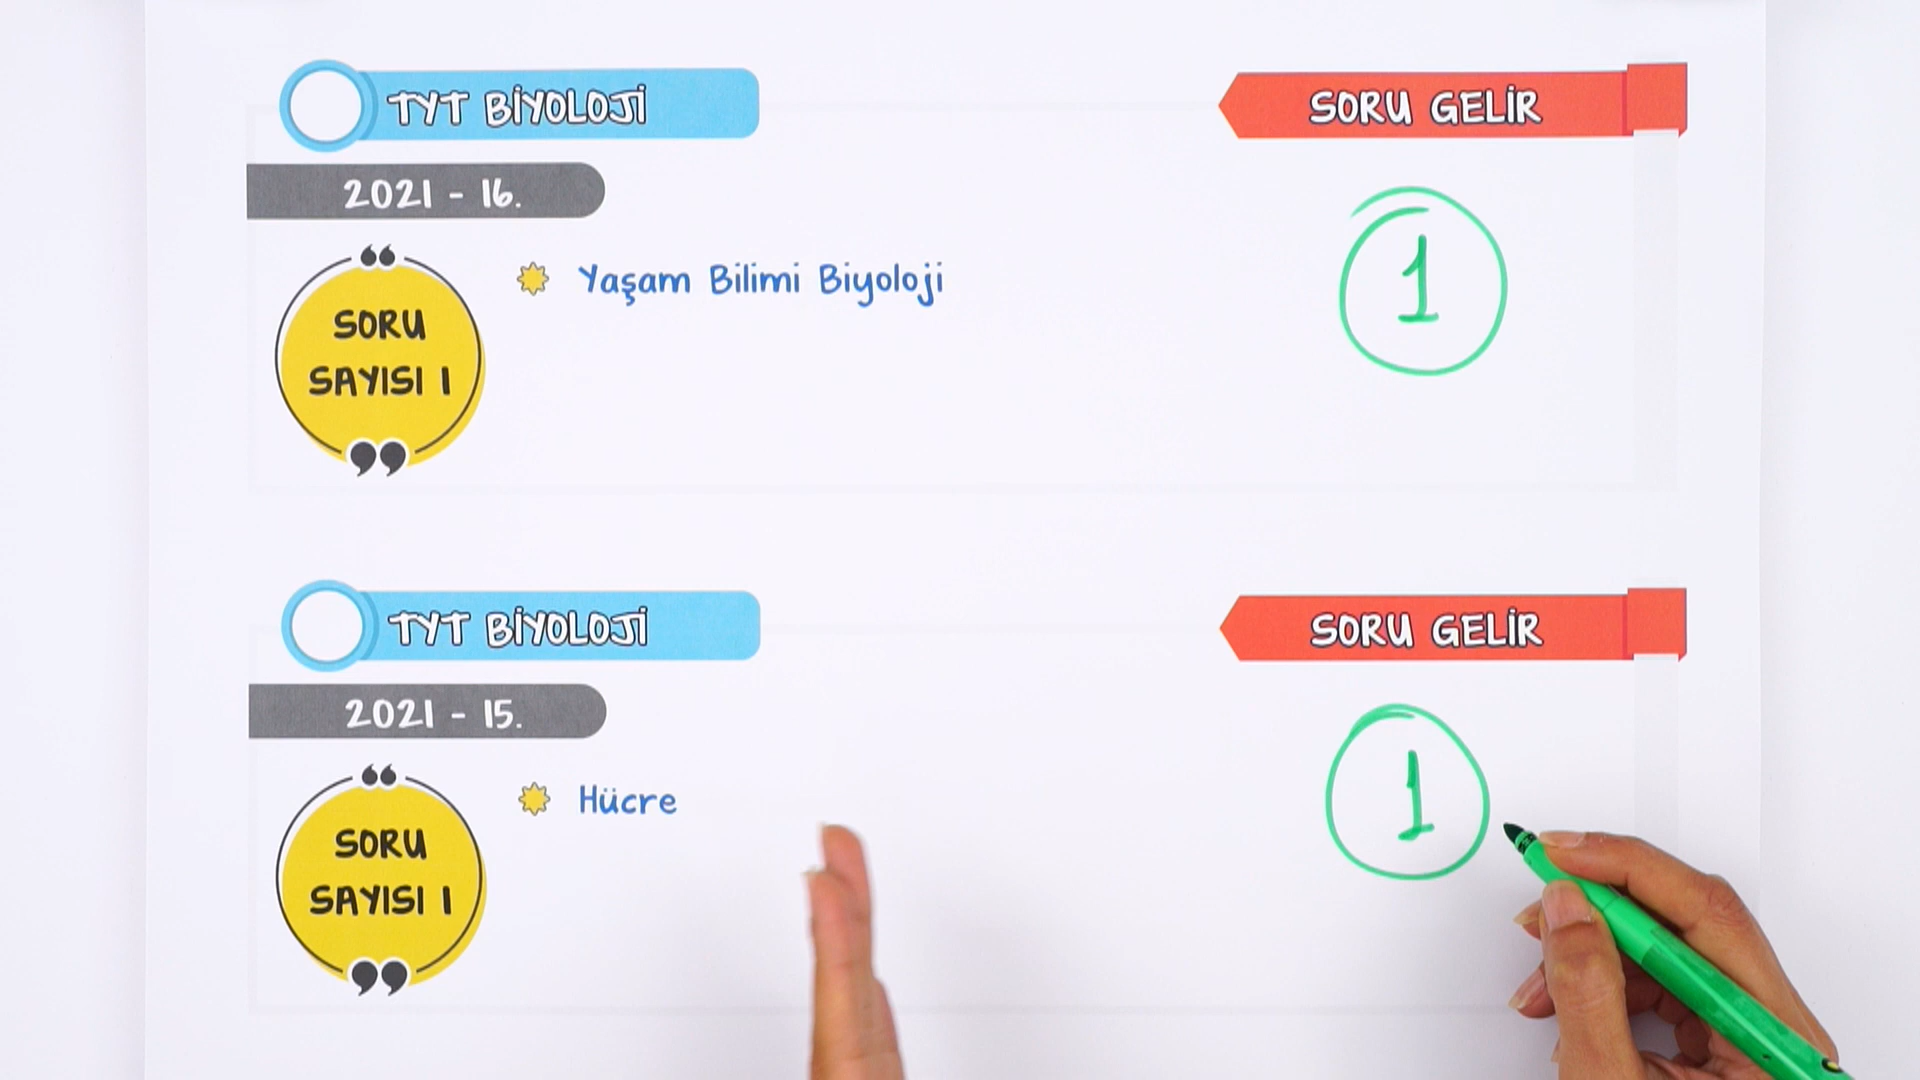 TYT BİYOLOJİ
SORU GELİR
2021 - 16.
Yaşam Bilimi Biyoloji
1
SORU
SAYISI 1
TYT BİYOLOJİ
SORU GELİR
2021 - 15.
Hücre
1
SORU
SAYISI 1